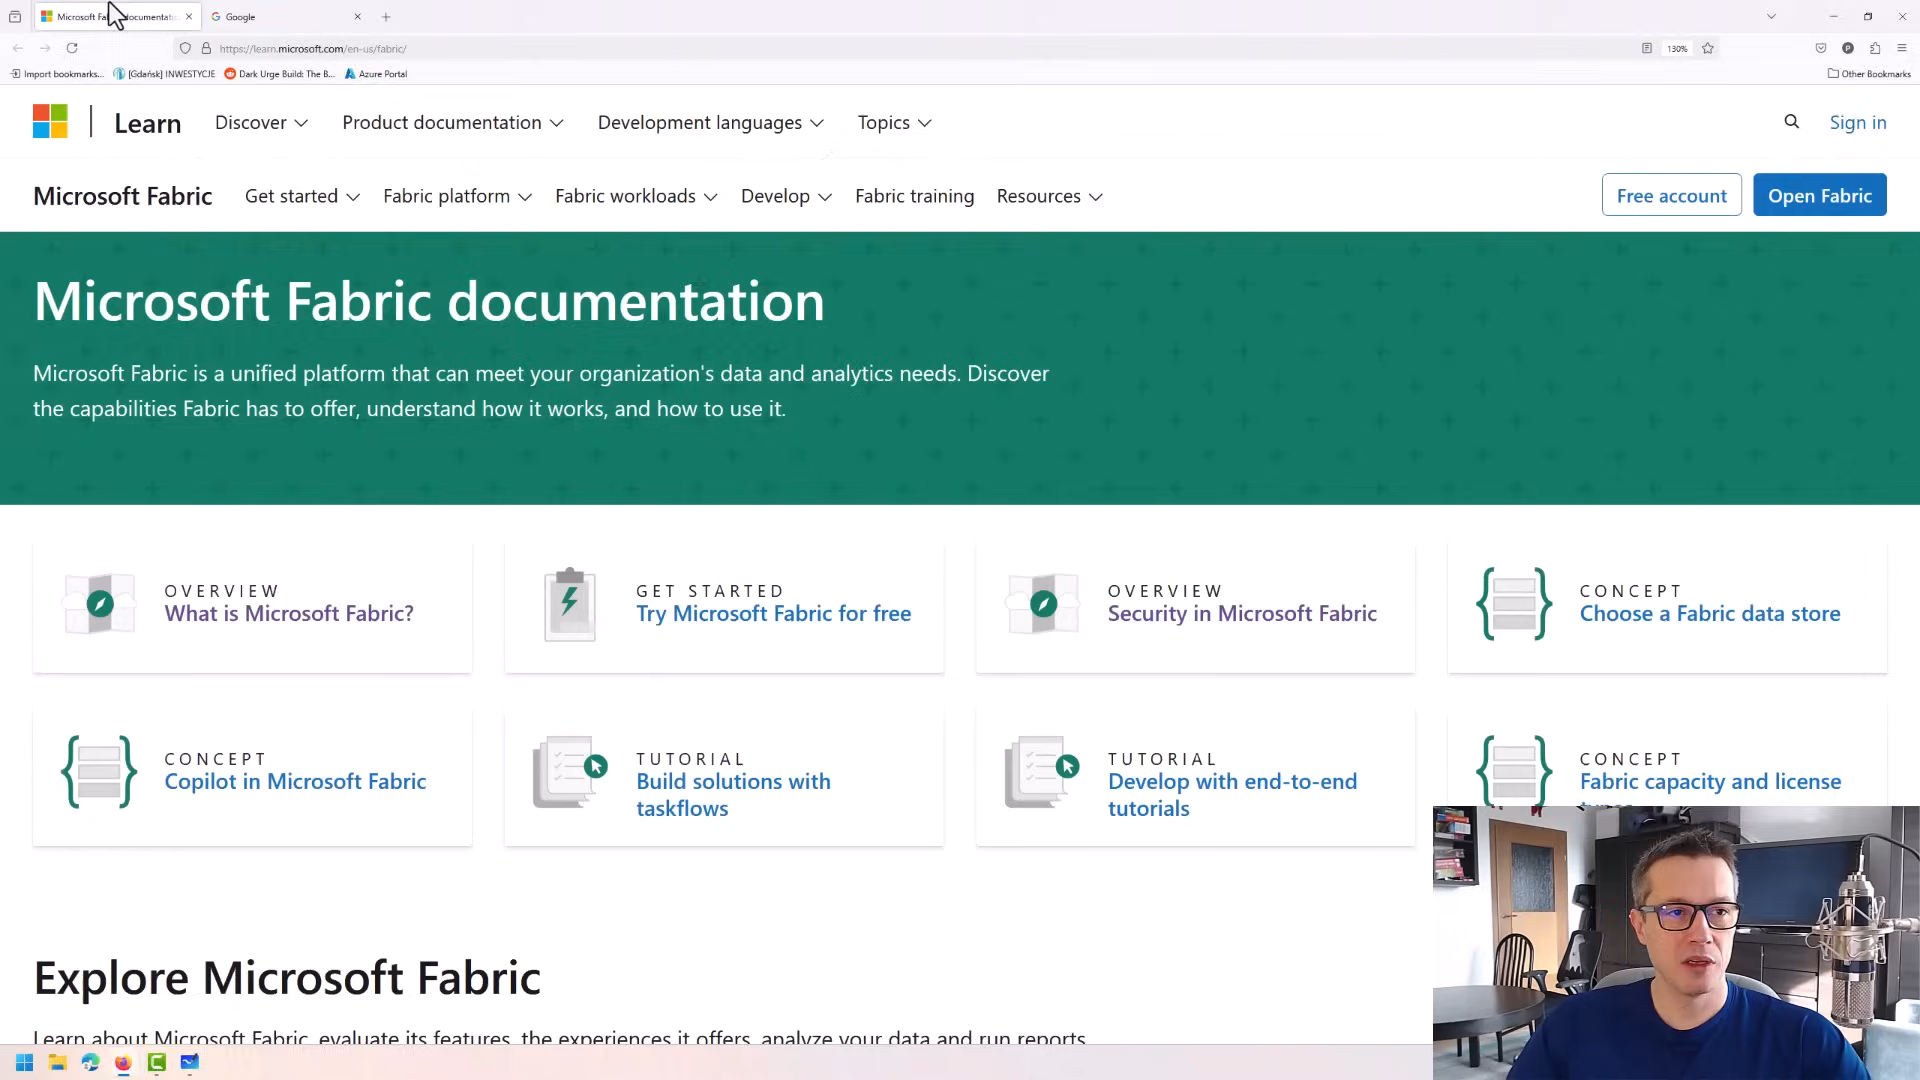 Microsoft Fa
documentatio
Google
https://learn.microsoft.com/en-us/fabric/
130%
Import bookmarks...
[Gdańsk] INWESTYCJE
Dark Urge Build: The B...
Azure Portal
Other Bookmarks
Learn
Discover
Product documentation
Development languages
Topics
Sign in
Microsoft Fabric
Get started
Fabric platform
Fabric workloads
Develop
Fabric training
Resources
Free account
Open Fabric
Microsoft Fabric documentation
Microsoft Fabric is a unified platform that can meet your organization's data and analytics needs. Discover
the capabilities Fabric has to offer, understand how it works, and how to use it.
OVERVIEW
What is Microsoft Fabric?
GET STARTED
Try Microsoft Fabric for free
OVERVIEW
Security in Microsoft Fabric
CONCEPT
Choose a Fabric data store
CONCEPT
Copilot in Microsoft Fabric
TUTORIAL
Build solutions with
taskflows
TUTORIAL
Develop with end-to-end
tutorials
CONCEPT
Fabric capacity and license
Explore Microsoft Fabric
Learn about Microsoft Fabric, evaluate its features, the experiences it offers, analyze your data and run reports